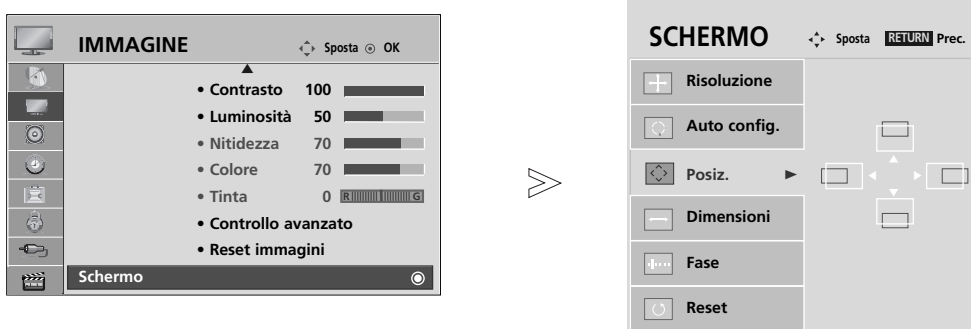 IMMAGINE Sposta OK
• Contrasto 100
• Luminosità 50
• Nitidezza 70
• Colore 70
• Tinta 0 R G
• Controllo avanzato
• Reset immagini
Schermo
SCHERMO Sposta RETURN Prec.
Risoluzione
Auto config.
Posiz.
Dimensioni
Fase
Reset